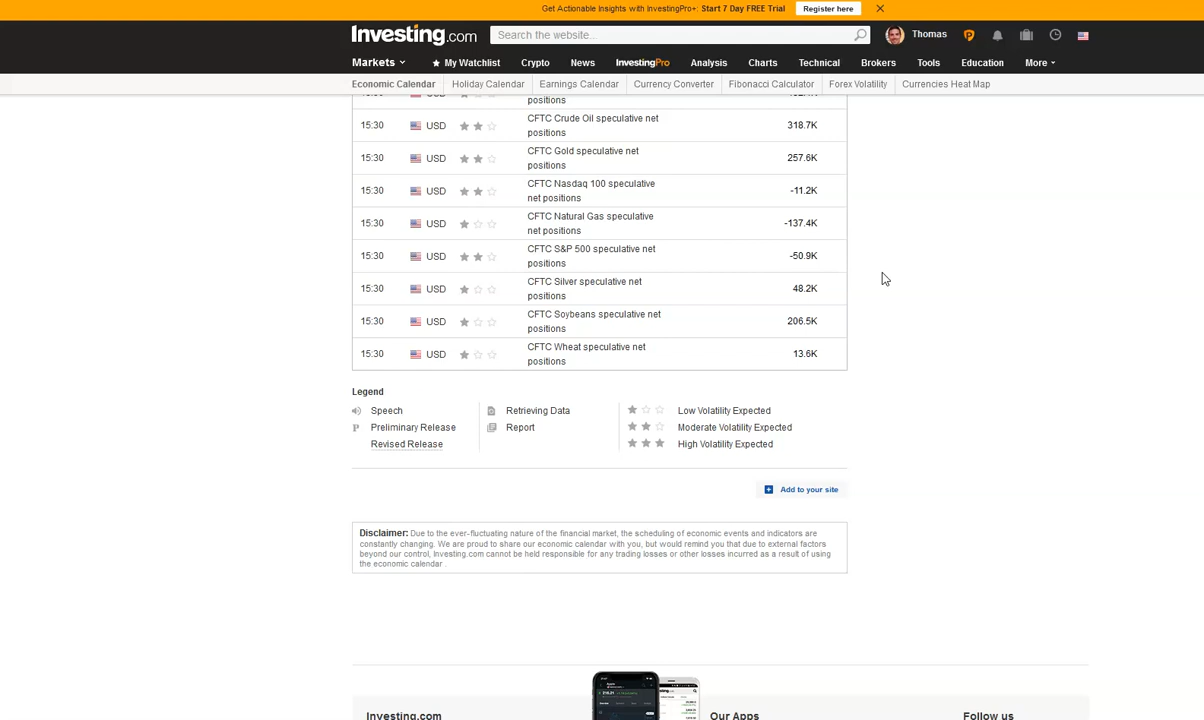 Get Actionable Insights with InvestingPro+: Start 7 Day FREE Trial Register here
Investing.com Search the website... Thomas
Markets My Watchlist Crypto News InvestingPro Analysis Charts Technical Brokers Tools Education More
Economic Calendar Holiday Calendar Earnings Calendar Currency Converter Fibonacci Calculator Forex Volatility Currencies Heat Map
positions
15:30 USD CFTC Crude Oil speculative net 318.7K
positions
15:30 USD CFTC Gold speculative net 257.6K
positions
15:30 USD CFTC Nasdaq 100 speculative -11.2K
net positions
15:30 USD CFTC Natural Gas speculative -137.4K
net positions
15:30 USD CFTC S&P 500 speculative net -50.9K
positions
15:30 USD CFTC Silver speculative net 48.2K
positions
15:30 USD CFTC Soybeans speculative net 206.5K
positions
15:30 USD CFTC Wheat speculative net 13.6K
positions
Legend
Speech Retrieving Data Low Volatility Expected
P Preliminary Release Report Moderate Volatility Expected
Revised Release High Volatility Expected
Add to your site
Disclaimer: Due to the ever-fluctuating nature of the financial market, the scheduling of economic events and indicators are
constantly changing. We are proud to share our economic calendar with you, but would remind you that due to external factors
beyond our control, Investing.com cannot be held responsible for any trading losses or other losses incurred as a result of using
the economic calendar .
Investing.com Our Apps Follow us